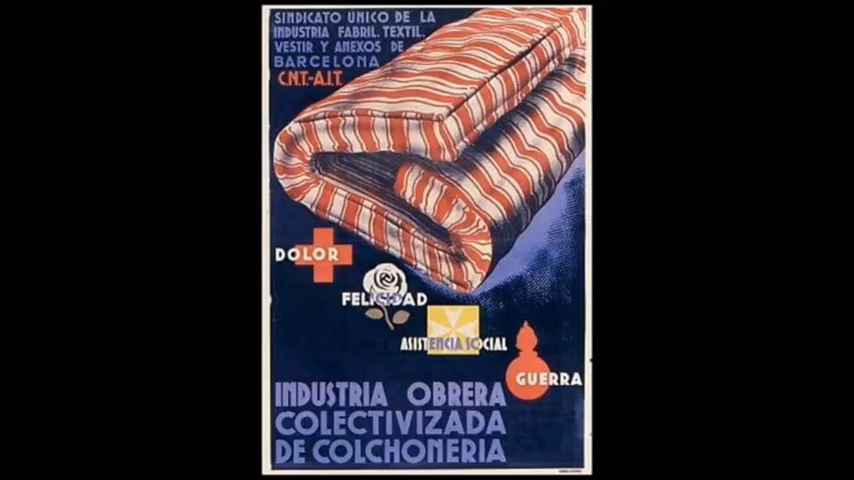 SINDICATO UNICO DE LA
INDUSTRIA FABRIL. TEXTIL.
VESTIR Y ANEXOS DE
BARCELONA
C.N.T.-A.I.T.
DOLOR
FELICIDAD
ASISTENCIA SOCIAL
GUERRA
INDUSTRIA OBRERA
COLECTIVIZADA
DE COLCHONERIA